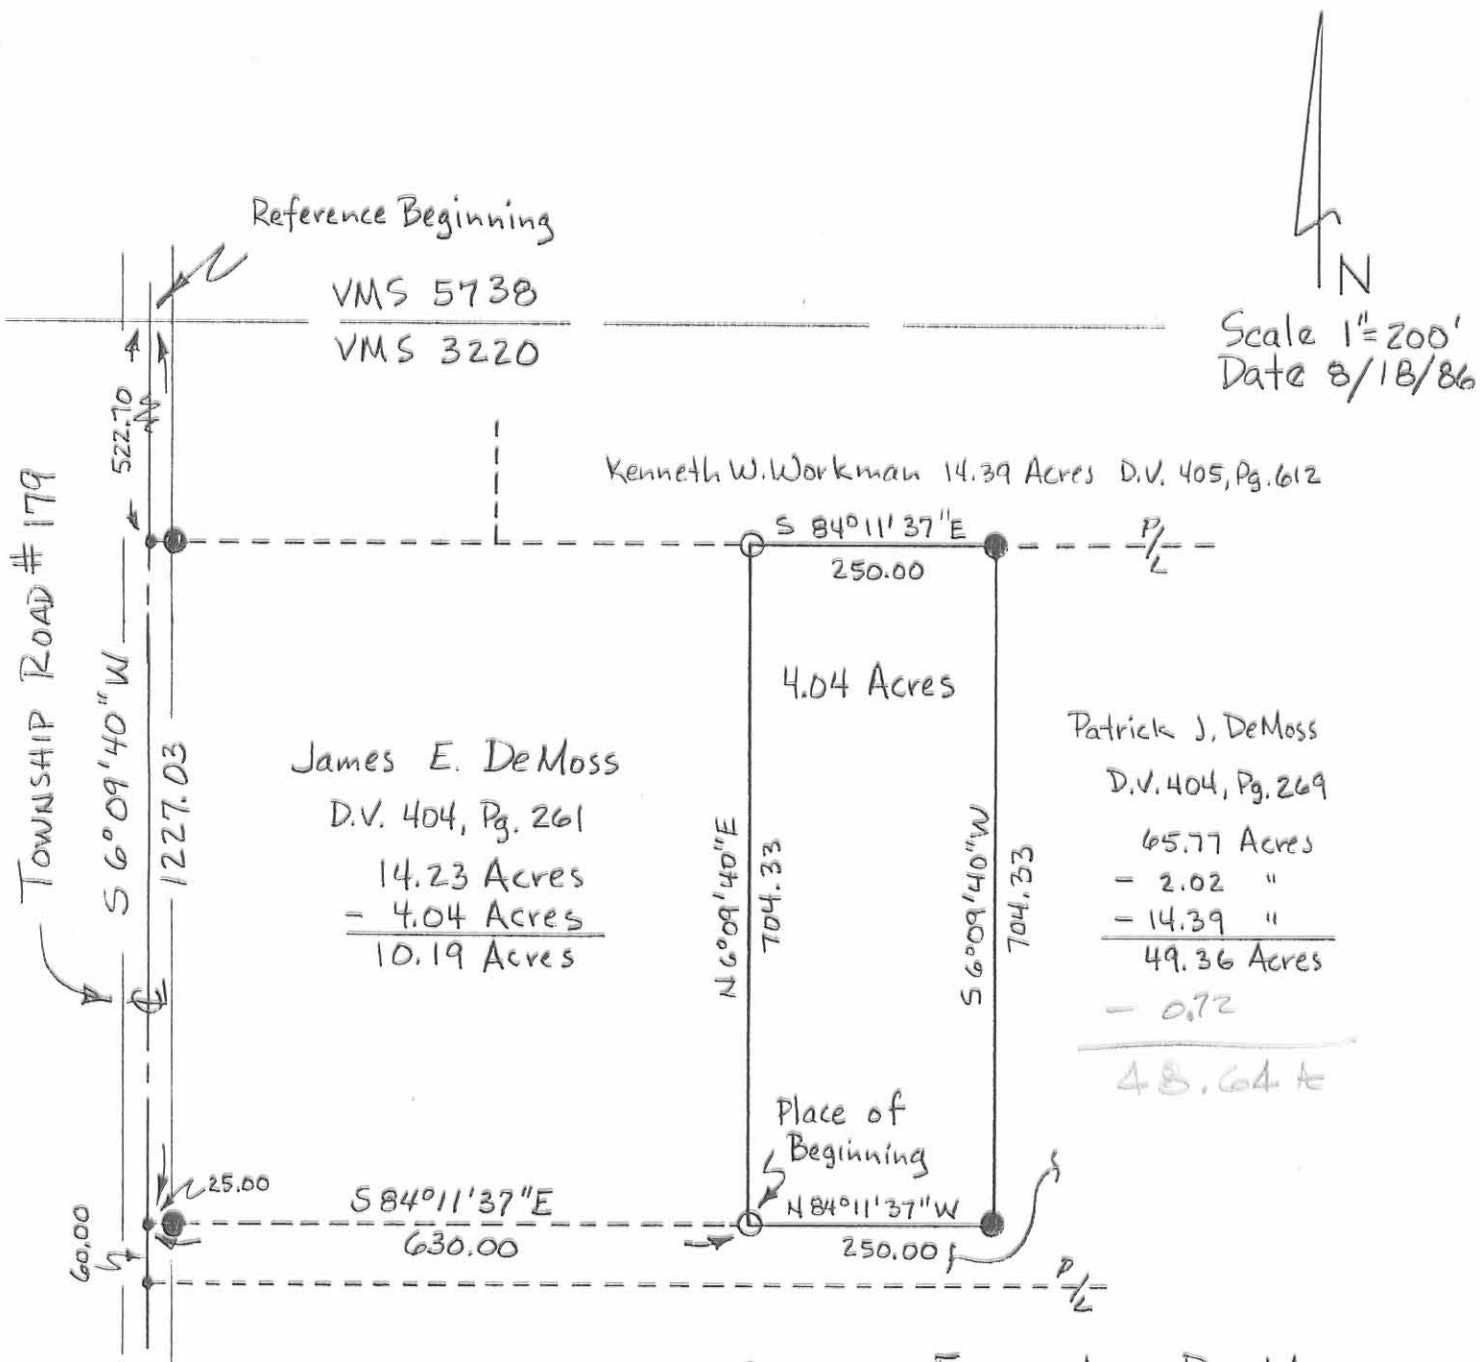 Reference Beginning
VMS 5738
VMS 3220
N
Scale 1"=200'
Date 8/18/86
522.70
Kenneth W. Workman 14.39 Acres D.V. 405, Pg. 612
S 84°11'37"E
250.00
P/L
TOWNSHIP ROAD # 179
S 6°09'40"W
1227.03
4.04 Acres
James E. DeMoss
D.V. 404, Pg. 261
14.23 Acres
- 4.04 Acres
10.19 Acres
N 6°09'40"E
704.33
S 6°09'40"W
704.33
Patrick J. DeMoss
D.V. 404, Pg. 269
65.77 Acres
- 2.02 "
- 14.39 "
49.36 Acres
- 0.72
48.64 A
Place of
Beginning
25.00
S 84°11'37"E
630.00
N 84°11'37"W
250.00
60.00
P/L